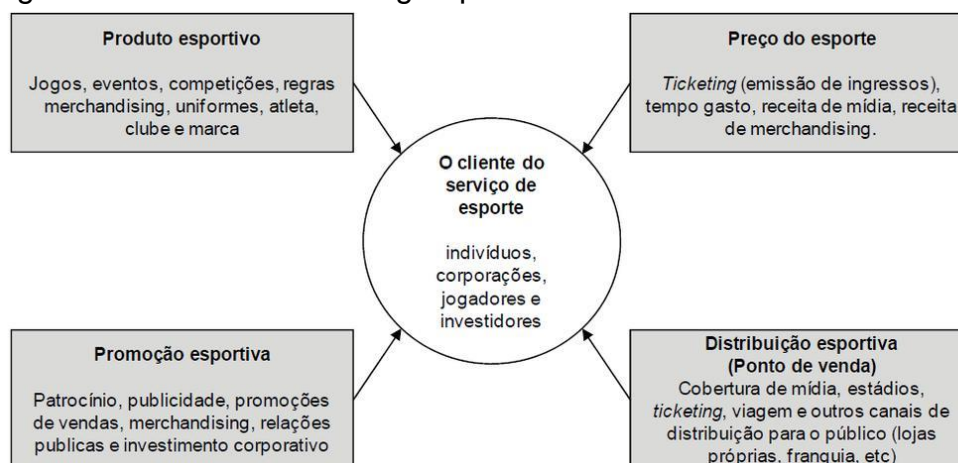 Produto esportivo
Jogos, eventos, competições, regras
merchandising, uniformes, atleta,
clube e marca
Preço do esporte
Ticketing (emissão de ingressos),
tempo gasto, receita de mídia, receita
de merchandising.
O cliente do
serviço de
esporte
indivíduos,
corporações,
jogadores e
investidores
Promoção esportiva
Patrocínio, publicidade, promoções
de vendas, merchandising, relações
publicas e investimento corporativo
Distribuição esportiva
(Ponto de venda)
Cobertura de mídia, estádios,
ticketing, viagem e outros canais de
distribuição para o público (lojas
próprias, franquia, etc)